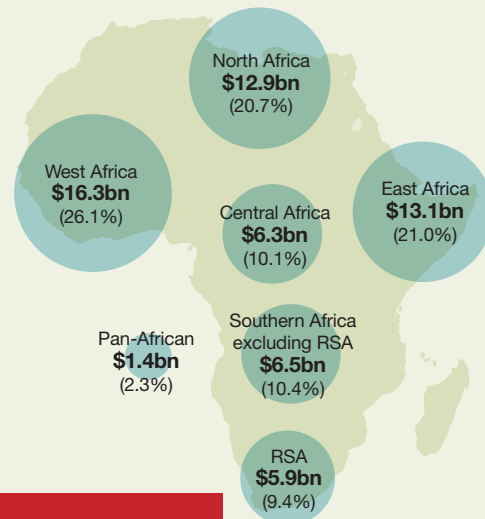 North Africa
$12.9bn
(20.7%)
West Africa
$16.3bn
(26.1%)
East Africa
$13.1bn
(21.0%)
Central Africa
$6.3bn
(10.1%)
Southern Africa
excluding RSA
$6.5bn
(10.4%)
Pan-African
$1.4bn
(2.3%)
RSA
$5.9bn
(9.4%)